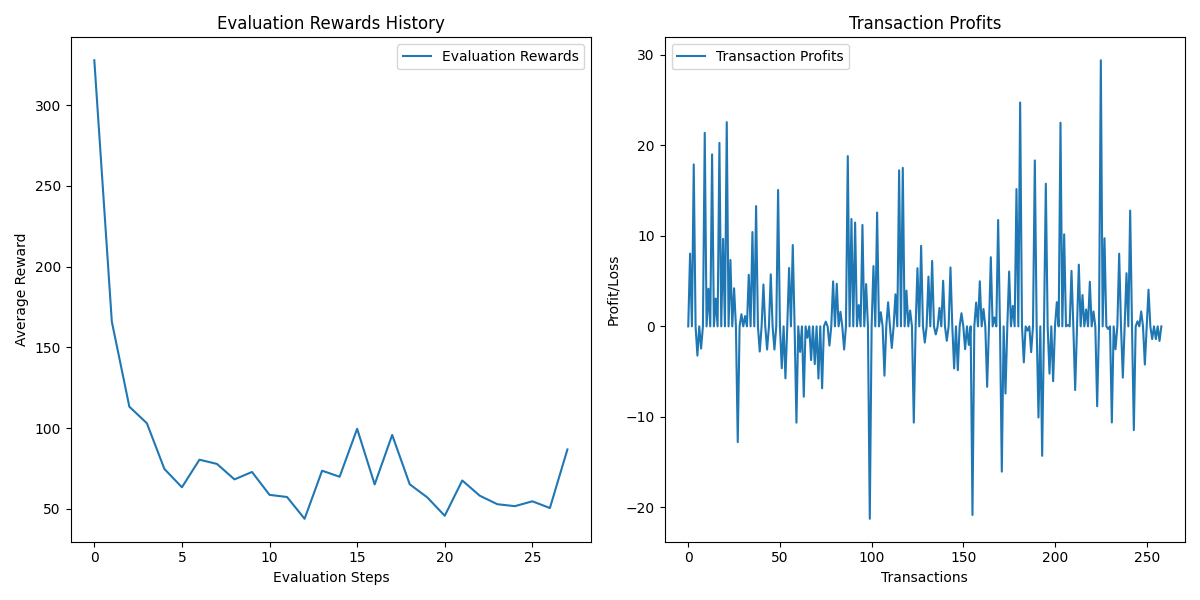 Evaluation Rewards History
Evaluation Rewards
300
250
200
150
100
50
Average Reward
0 5 10 15 20 25
Evaluation Steps
Transaction Profits
Transaction Profits
30
20
10
0
−10
−20
Profit/Loss
0 50 100 150 200 250
Transactions